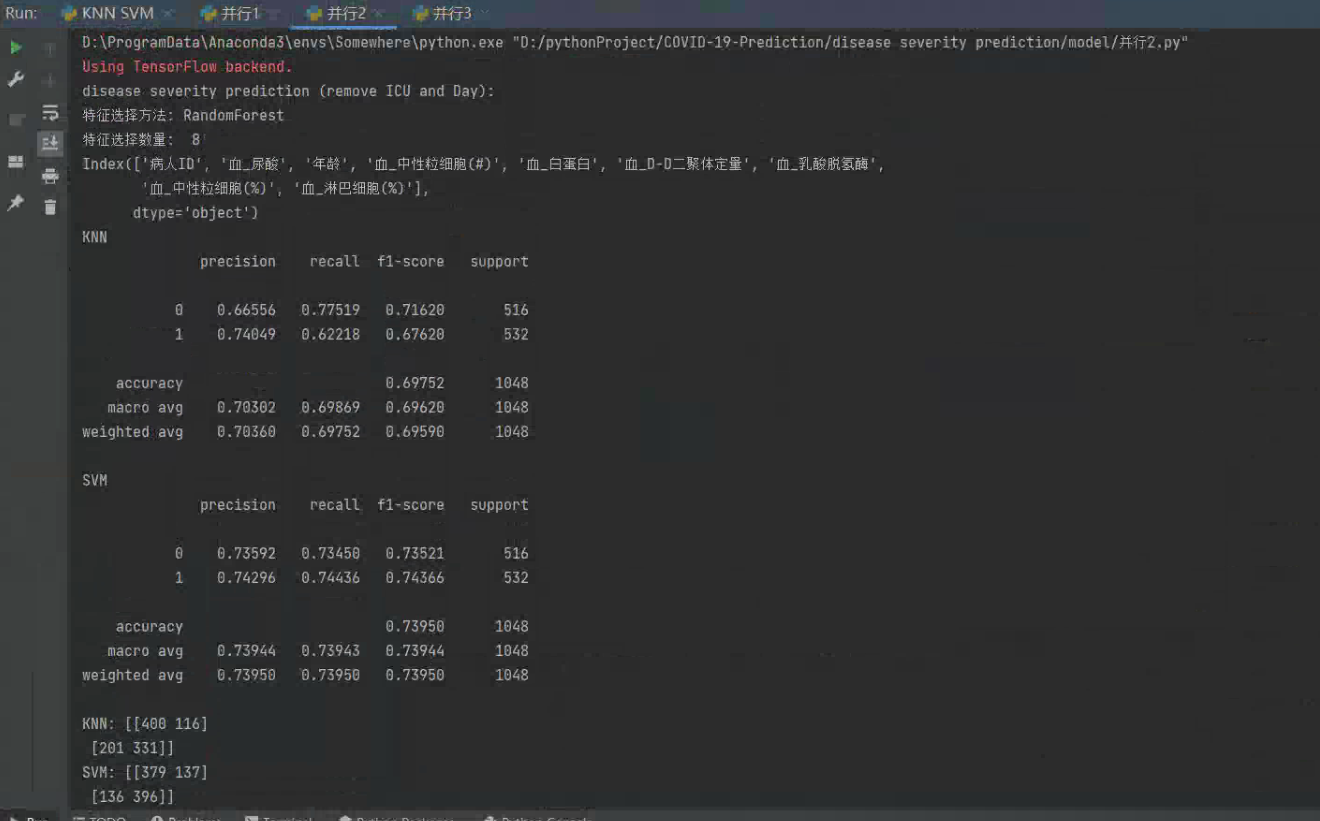 Run: KNN SVM × 并行1 × 并行2 × 并行3 ×
D:\ProgramData\Anaconda3\envs\Somewhere\python.exe "D:/pythonProject/COVID-19-Prediction/disease severity prediction/model/并行2.py"
Using TensorFlow backend.
disease severity prediction (remove ICU and Day):
特征选择方法: RandomForest
特征选择数量:  8
Index(['病人ID', '血_尿酸', '年龄', '血_中性粒细胞(#)', '血_白蛋白', '血_D-D二聚体定量', '血_乳酸脱氢酶',
'血_中性粒细胞(%)', '血_淋巴细胞(%)'],
dtype='object')
KNN
precision recall f1-score support
0 0.66556 0.77519 0.71620 516
1 0.74049 0.62218 0.67620 532
accuracy 0.69752 1048
macro avg 0.70302 0.69869 0.69620 1048
weighted avg 0.70360 0.69752 0.69590 1048
SVM
precision recall f1-score support
0 0.73592 0.73450 0.73521 516
1 0.74296 0.74436 0.74366 532
accuracy 0.73950 1048
macro avg 0.73944 0.73943 0.73944 1048
weighted avg 0.73950 0.73950 0.73950 1048
KNN: [[400 116]
[201 331]]
SVM: [[379 137]
[136 396]]